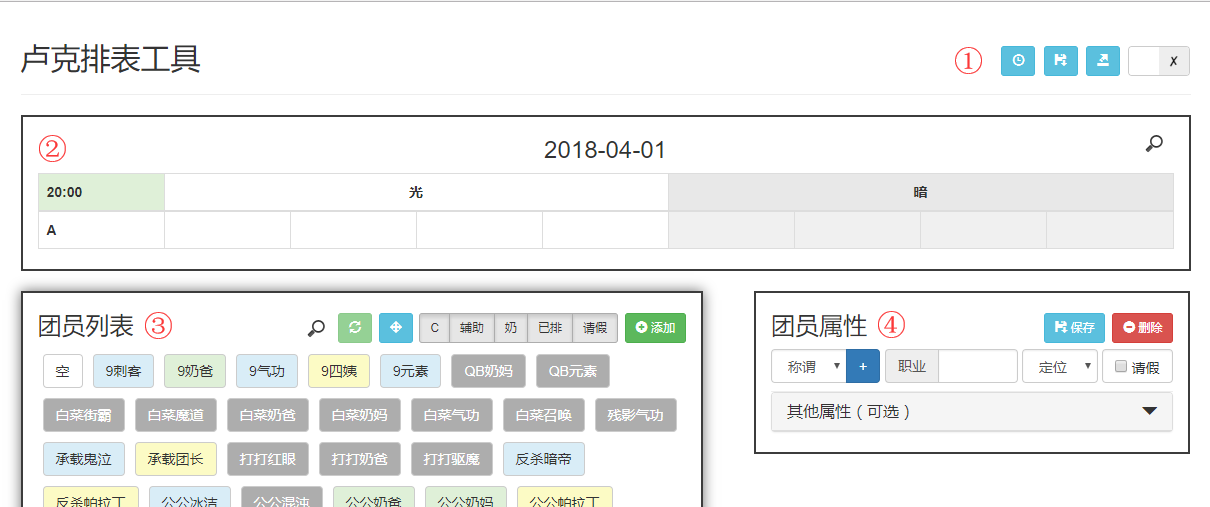 卢克排表工具 ① ✗
② 2018-04-01
20:00 光 暗
A
团员列表 ③ C 辅助 奶 已排 请假 添加
空 9刺客 9奶爸 9气功 9四姨 9元素 QB奶妈 QB元素
白菜街霸 白菜魔道 白菜奶爸 白菜奶妈 白菜气功 白菜召唤 残影气功
承载鬼泣 承载团长 打打红眼 打打奶爸 打打驱魔 反杀暗帝
反杀帕拉丁 公公冰洁 公公混沌 公公奶爸 公公奶妈 公公帕拉丁
团员属性 ④ 保存 删除
称谓 + 职业 定位 请假
其他属性（可选）